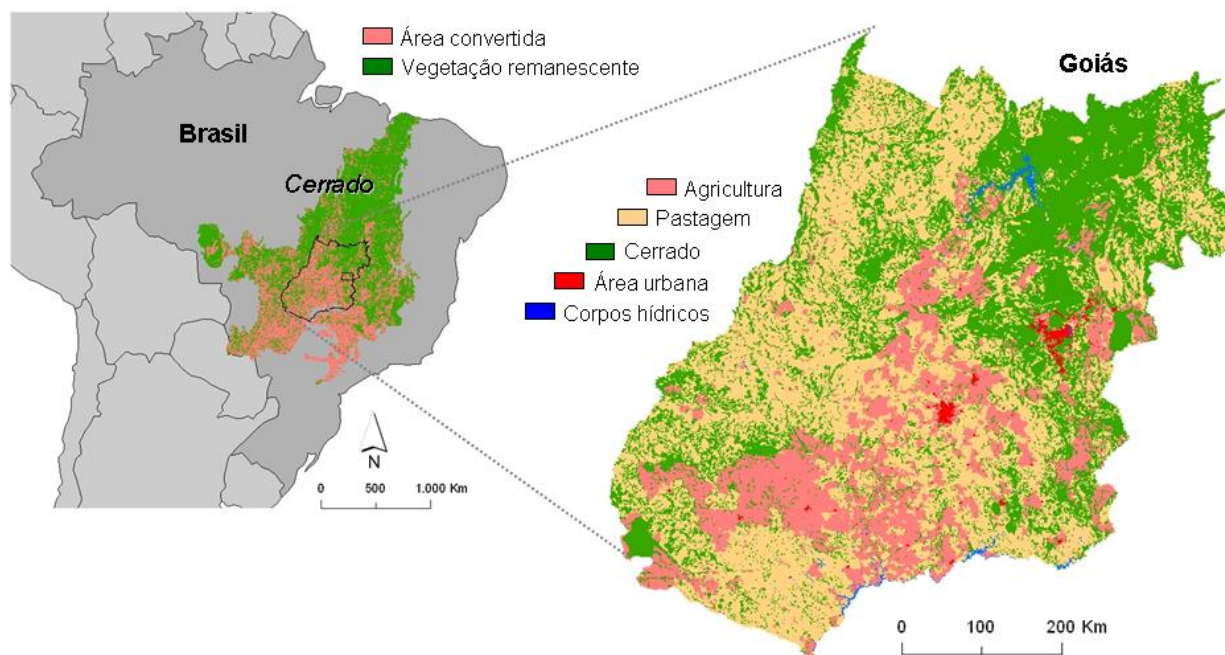 Área convertida
Vegetação remanescente
Brasil
Cerrado
N
0 500 1.000 Km
Goiás
Agricultura
Pastagem
Cerrado
Área urbana
Corpos hídricos
0 100 200 Km